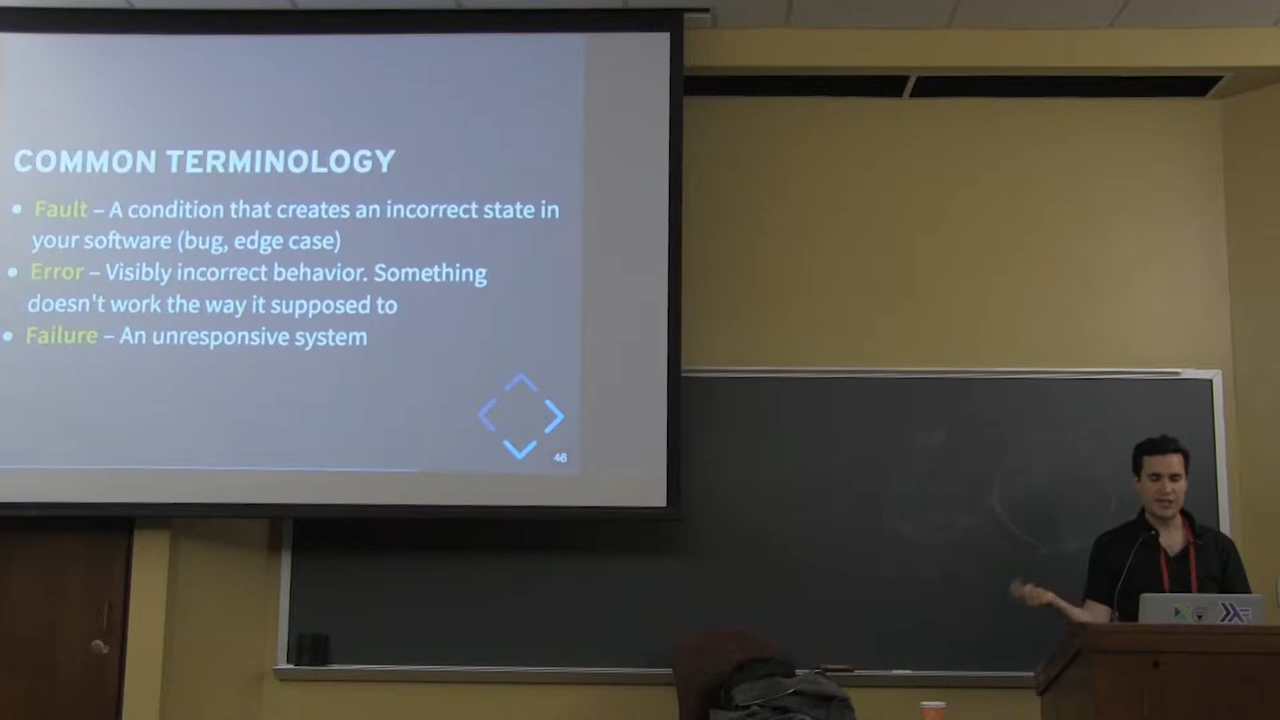 COMMON TERMINOLOGY
• Fault – A condition that creates an incorrect state in
your software (bug, edge case)
• Error – Visibly incorrect behavior. Something
doesn't work the way it supposed to
• Failure – An unresponsive system
46